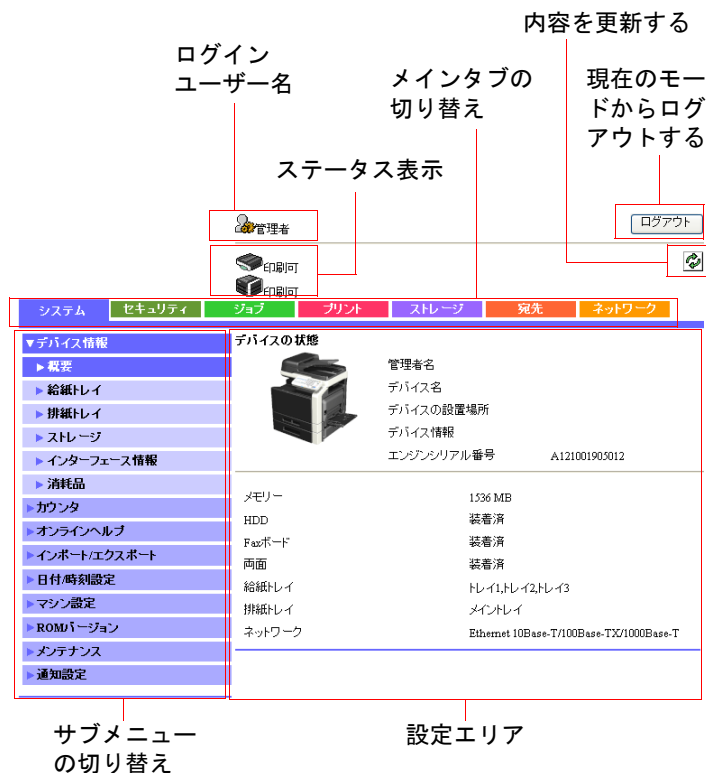 内容を更新する
ログイン
ユーザー名
メインタブの
切り替え
現在のモー
ドからログ
アウトする
ステータス表示
管理者
ログアウト
印刷可
印刷可
システム
セキュリティ
ジョブ
プリント
ストレージ
宛先
ネットワーク
▼デバイス情報
▶概要
▶給紙トレイ
▶排紙トレイ
▶ストレージ
▶インターフェース情報
▶消耗品
▶カウンタ
▶オンラインヘルプ
▶インポート/エクスポート
▶日付/時刻設定
▶マシン設定
▶ROMバージョン
▶メンテナンス
▶通知設定
デバイスの状態
管理者名
デバイス名
デバイスの設置場所
デバイス情報
エンジンシリアル番号 A121001905012
メモリー 1536 MB
HDD 装着済
Faxボード 装着済
両面 装着済
給紙トレイ トレイ1,トレイ2,トレイ3
排紙トレイ メイントレイ
ネットワーク Ethernet 10Base-T/100Base-TX/1000Base-T
サブメニュー
の切り替え
設定エリア